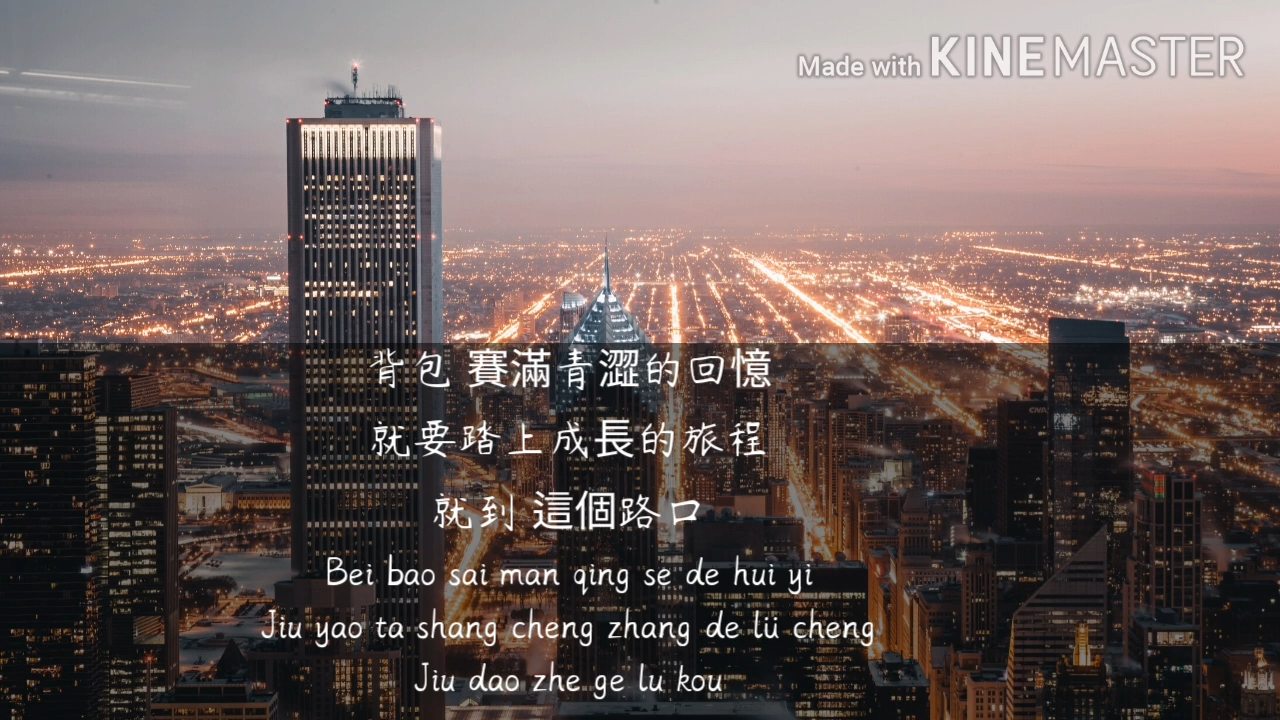 Made with KINEMASTER
背包 賽滿青澀的回憶
就要踏上成長的旅程
就到 這個路口
Bei bao sai man qing se de hui yi
Jiu yao ta shang cheng zhang de lü cheng
Jiu dao zhe ge lu kou